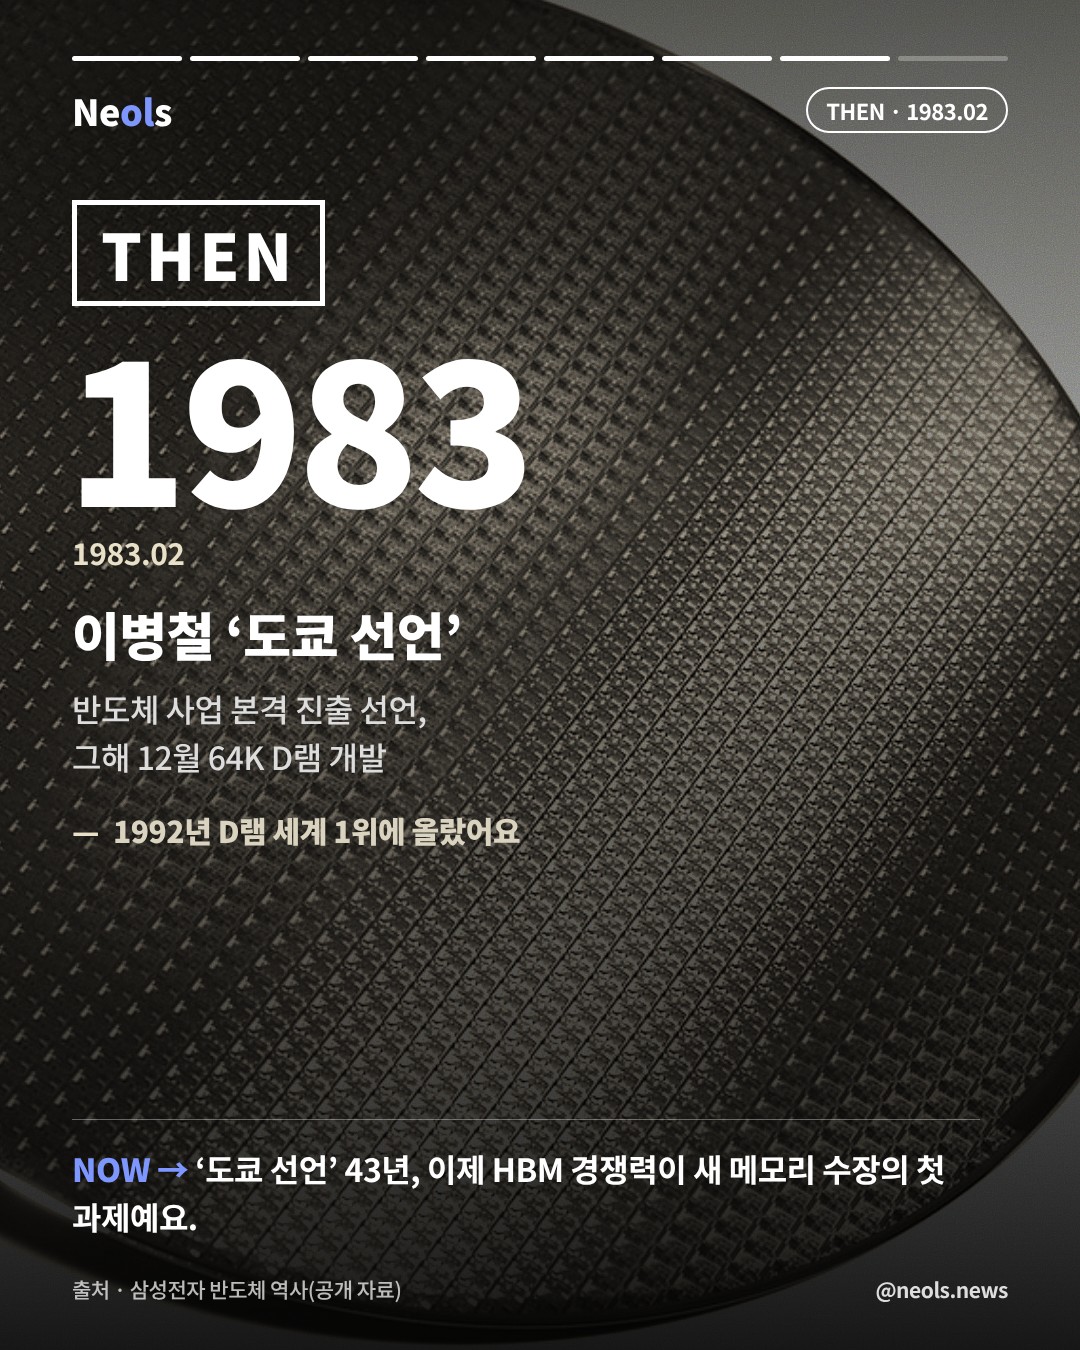 Neols
THEN · 1983.02
THEN
1983
1983.02
이병철 ‘도쿄 선언’
반도체 사업 본격 진출 선언,
그해 12월 64K D램 개발
— 1992년 D램 세계 1위에 올랐어요
NOW → ‘도쿄 선언’ 43년, 이제 HBM 경쟁력이 새 메모리 수장의 첫
과제예요.
출처 · 삼성전자 반도체 역사(공개 자료)
@neols.news